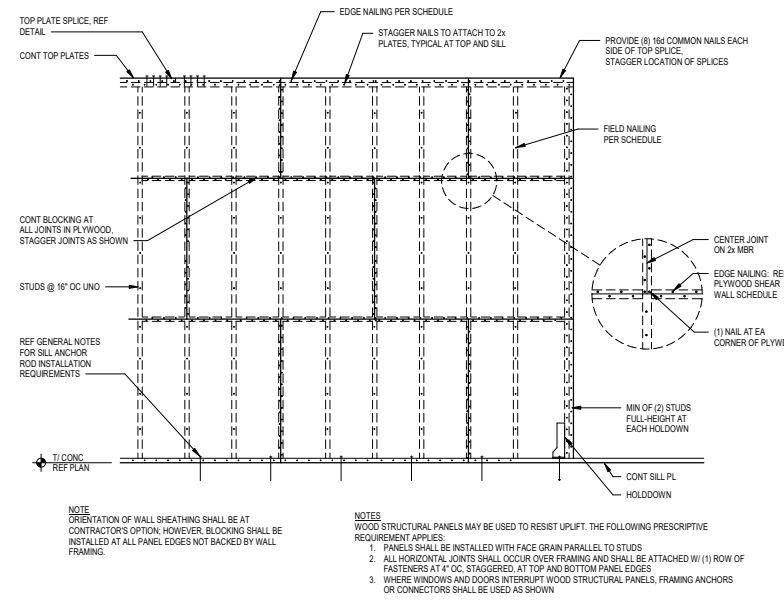 TOP PLATE SPLICE, REF
DETAIL
CONT TOP PLATES
EDGE NAILING PER SCHEDULE
STAGGER NAILS TO ATTACH TO 2x
PLATES, TYPICAL AT TOP AND SILL
PROVIDE (8) 16d COMMON NAILS EACH
SIDE OF TOP SPLICE,
STAGGER LOCATION OF SPLICES
FIELD NAILING
PER SCHEDULE
CONT BLOCKING AT
ALL JOINTS IN PLYWOOD,
STAGGER JOINTS AS SHOWN
STUDS @ 16" OC UNO
REF GENERAL NOTES
FOR SILL ANCHOR
ROD INSTALLATION
REQUIREMENTS
CENTER JOINT
ON 2x MBR
EDGE NAILING:
PLYWOOD SHEAR
WALL SCHEDULE
(1) NAIL AT EA
CORNER OF
MIN OF (2) STUDS
FULL-HEIGHT AT
EACH HOLDOWN
T/ CONC
REF PLAN
CONT SILL PL
HOLDDOWN
NOTE
ORIENTATION OF WALL SHEATHING SHALL BE AT
CONTRACTOR'S OPTION; HOWEVER, BLOCKING SHALL BE
INSTALLED AT ALL PANEL EDGES NOT BACKED BY WALL
FRAMING.
NOTES
WOOD STRUCTURAL PANELS MAY BE USED TO RESIST UPLIFT. THE FOLLOWING PRESCRIPTIVE
REQUIREMENT APPLIES:
1. PANELS SHALL BE INSTALLED WITH FACE GRAIN PARALLEL TO STUDS
2. ALL HORIZONTAL JOINTS SHALL OCCUR OVER FRAMING AND SHALL BE ATTACHED W/ (1) ROW OF
FASTENERS AT 4" OC, STAGGERED, AT TOP AND BOTTOM PANEL EDGES
3. WHERE WINDOWS AND DOORS INTERRUPT WOOD STRUCTURAL PANELS, FRAMING ANCHORS
OR CONNECTORS SHALL BE USED AS SHOWN